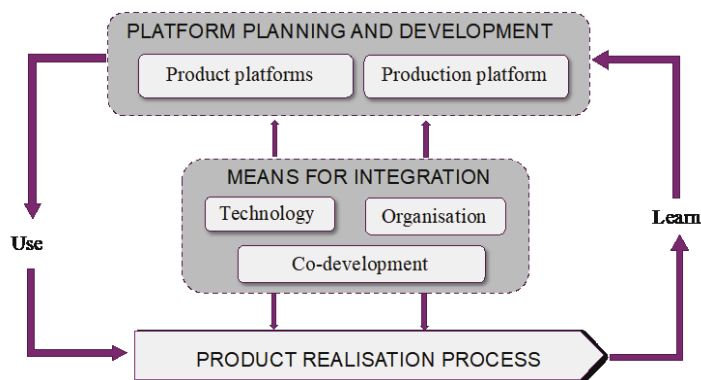 PLATFORM PLANNING AND DEVELOPMENT
Product platforms
Production platform
MEANS FOR INTEGRATION
Technology
Organisation
Co-development
Use
Learn
PRODUCT REALISATION PROCESS